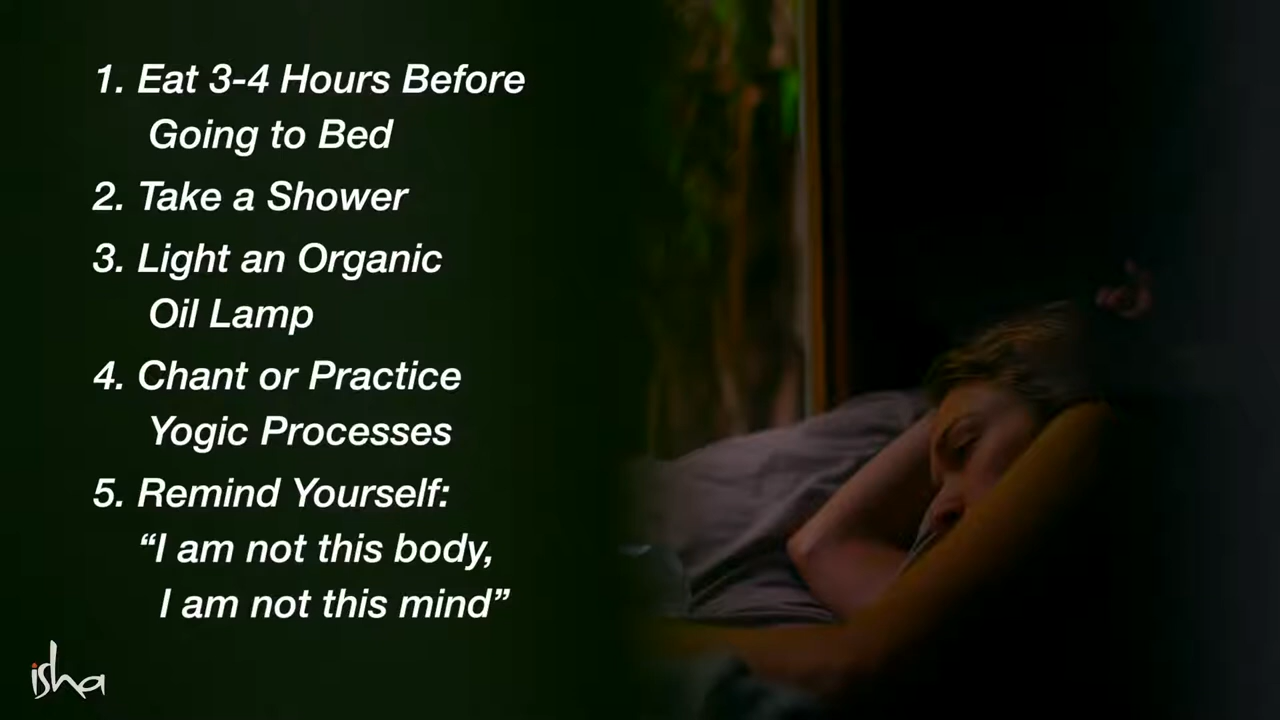 1. Eat 3-4 Hours Before
Going to Bed
2. Take a Shower
3. Light an Organic
Oil Lamp
4. Chant or Practice
Yogic Processes
5. Remind Yourself:
“I am not this body,
I am not this mind”
isha